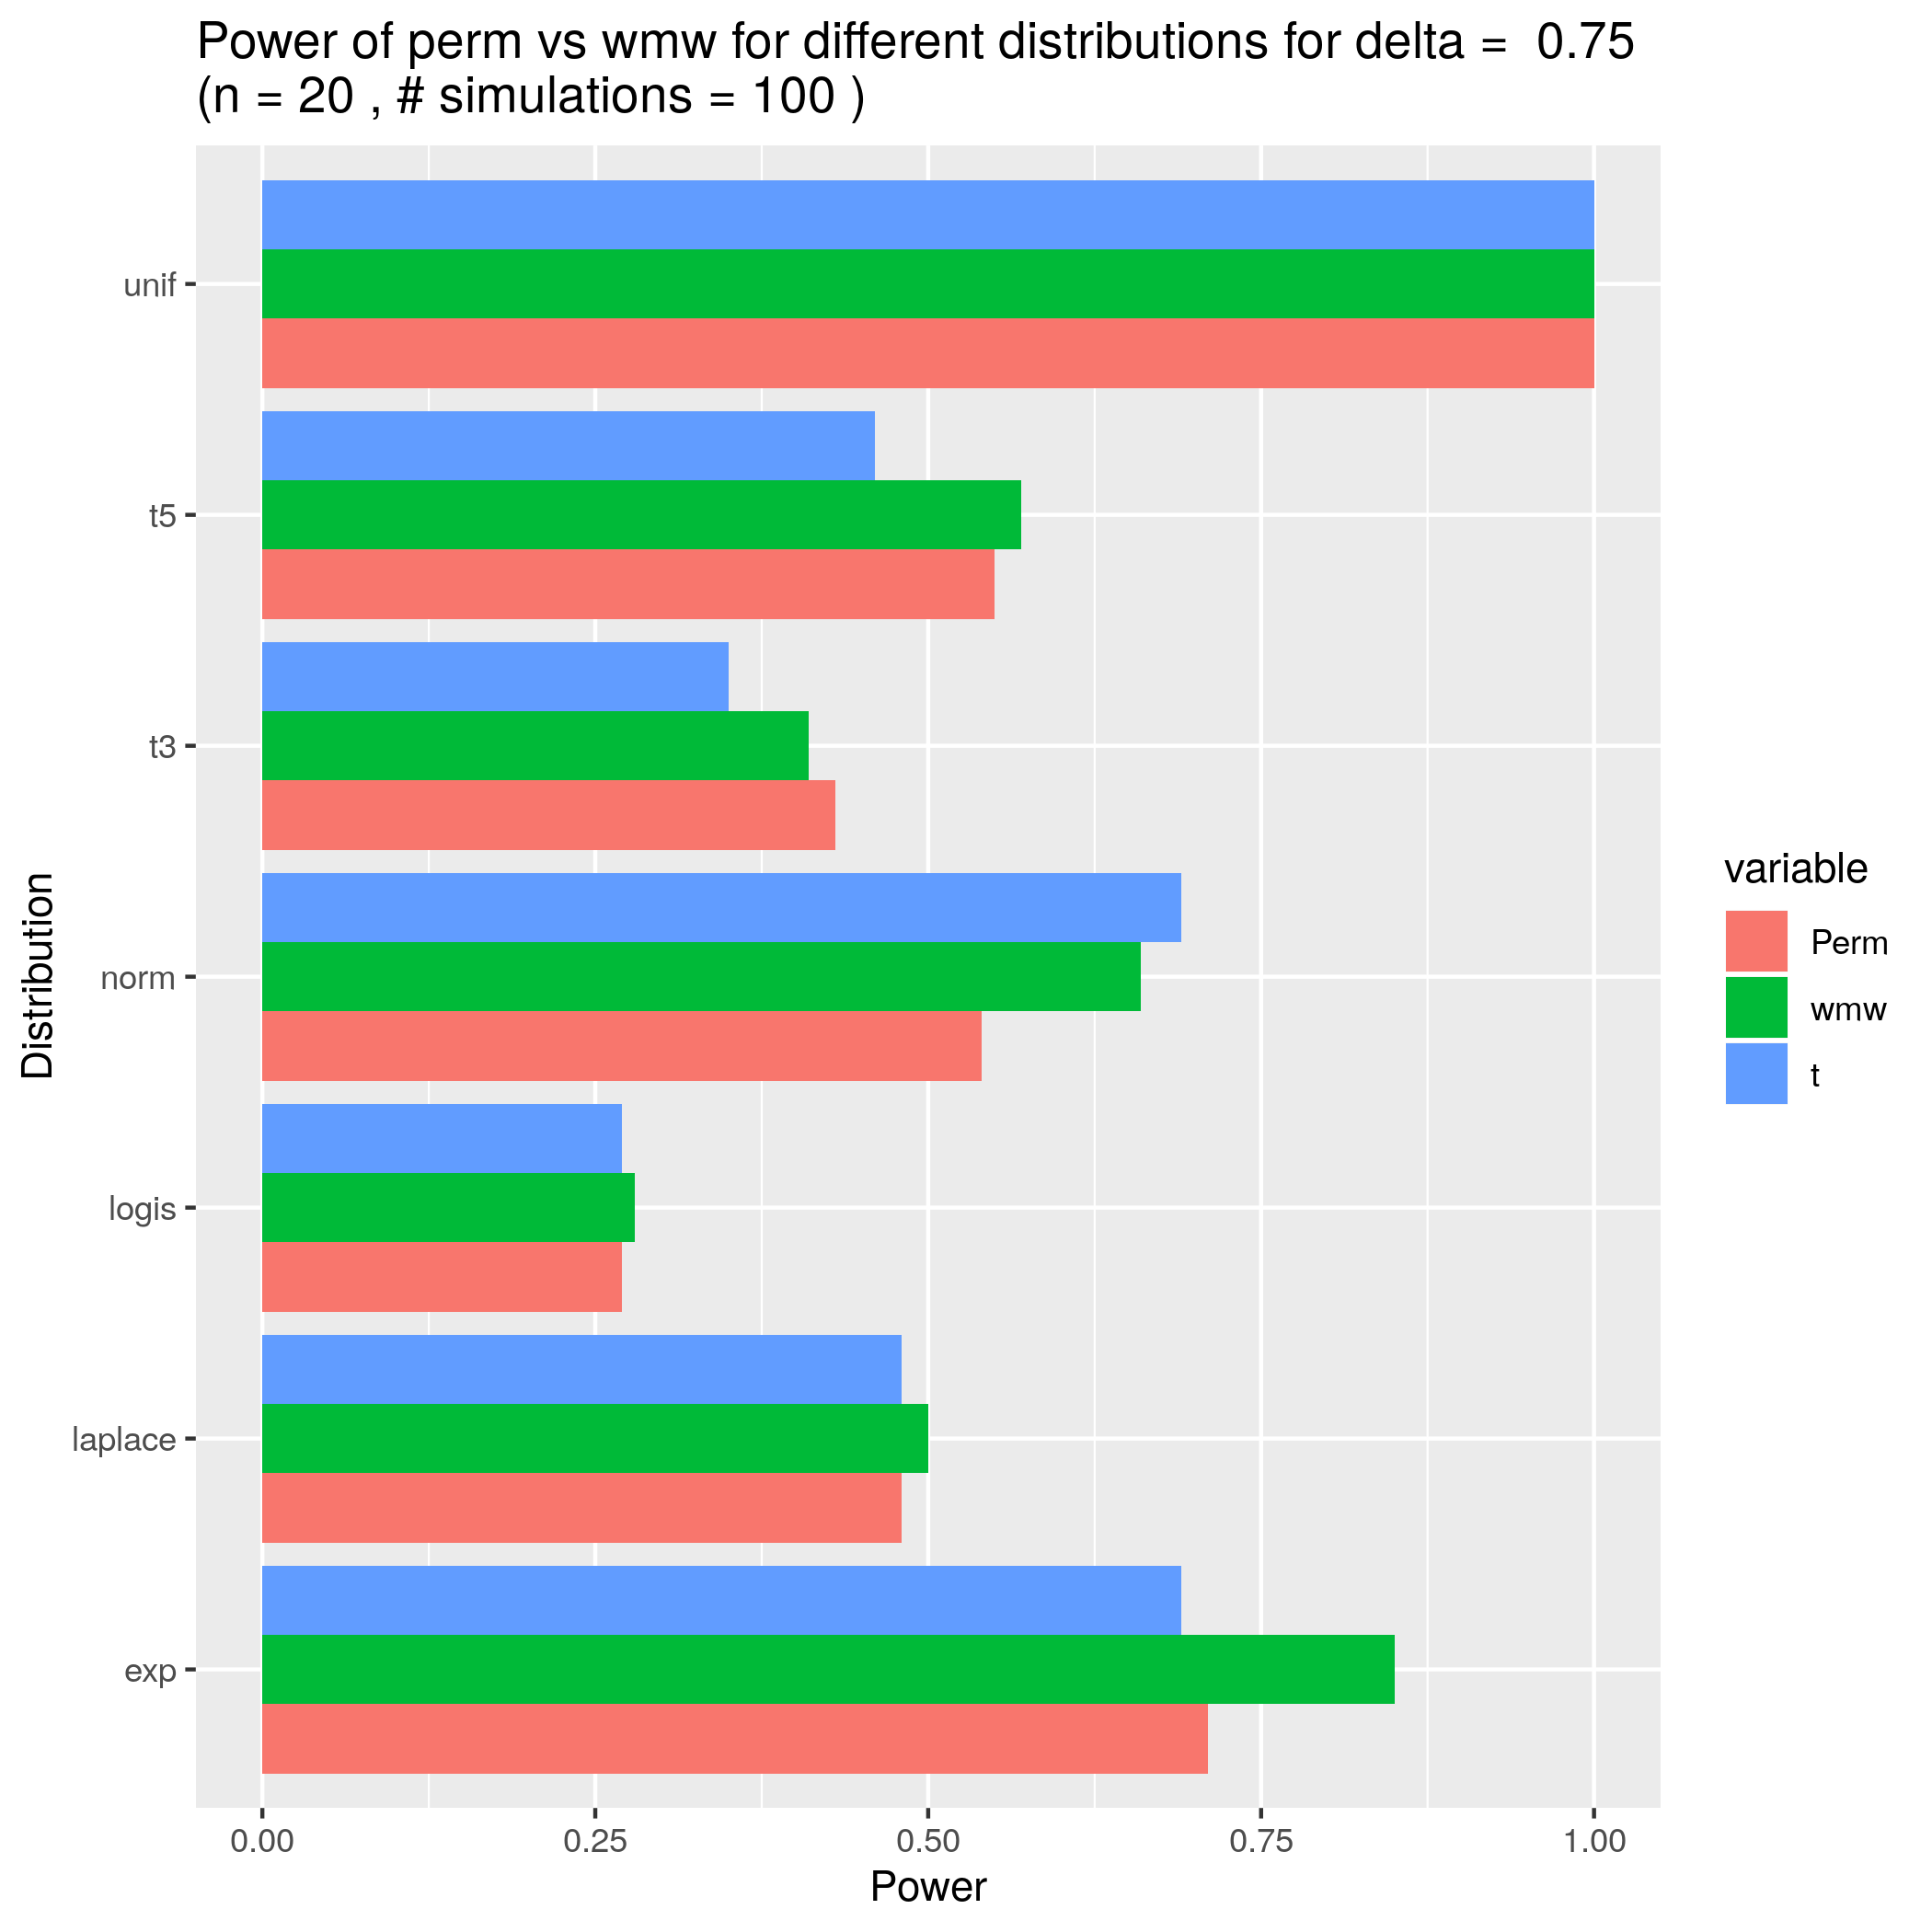 Power of perm vs wmw for different distributions for delta =  0.75
(n = 20 , # simulations = 100 )
Distribution
unif
t5
t3
norm
logis
laplace
exp
0.00 0.25 0.50 0.75 1.00
Power
variable
Perm
wmw
t